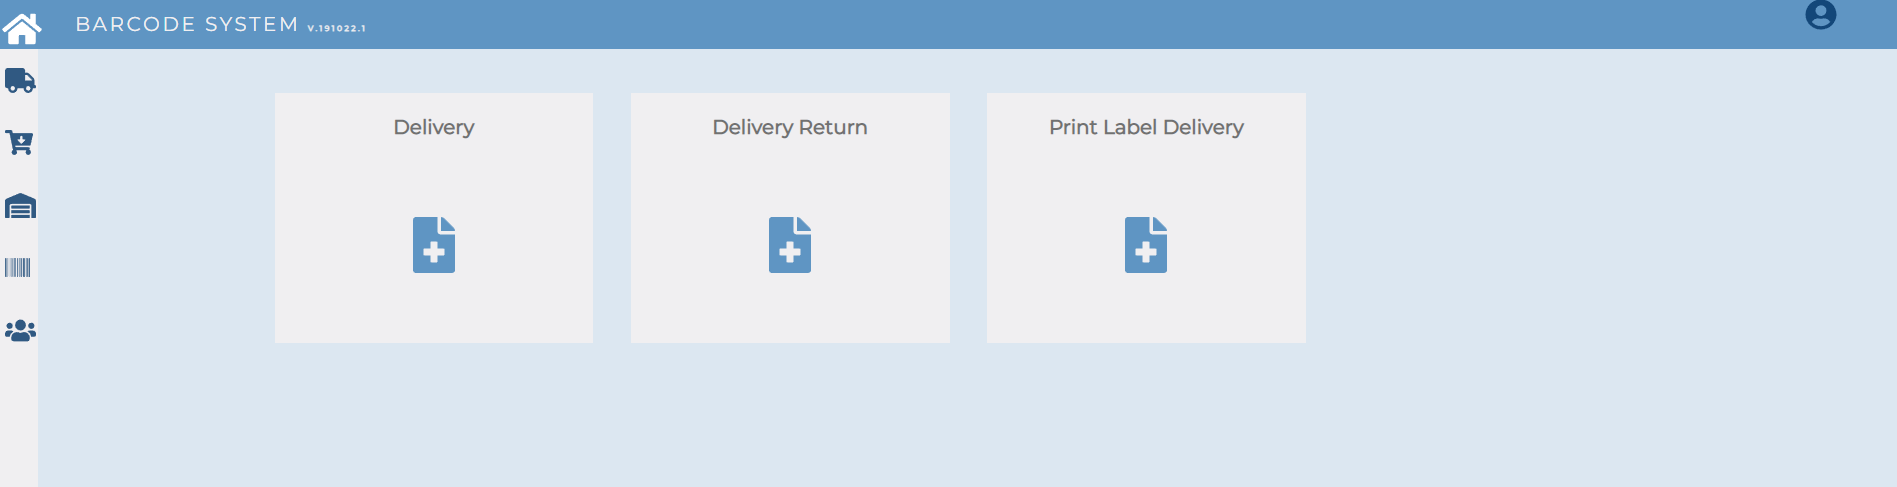 BARCODE SYSTEM V.191022.1
Delivery
Delivery Return
Print Label Delivery